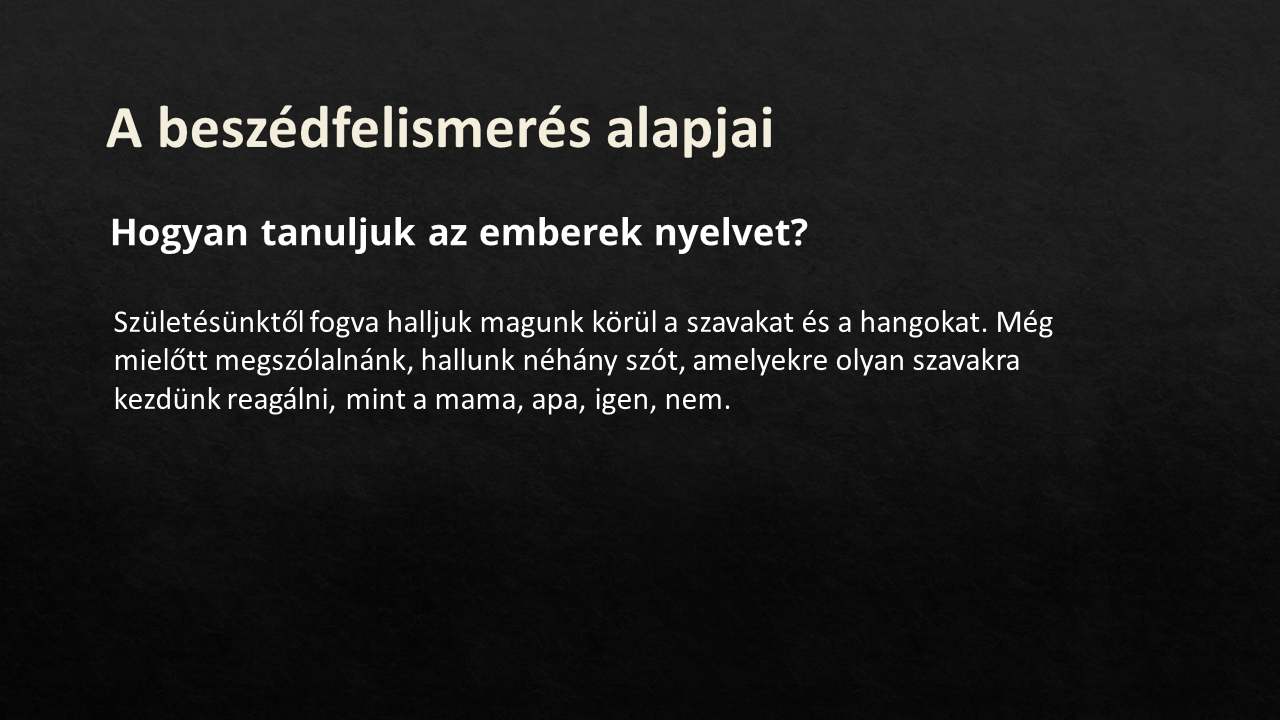 A beszédfelismerés alapjai
Hogyan tanuljuk az emberek nyelvet?
Születésünktől fogva halljuk magunk körül a szavakat és a hangokat. Még
mielőtt megszólalnánk, hallunk néhány szót, amelyekre olyan szavakra
kezdünk reagálni, mint a mama, apa, igen, nem.